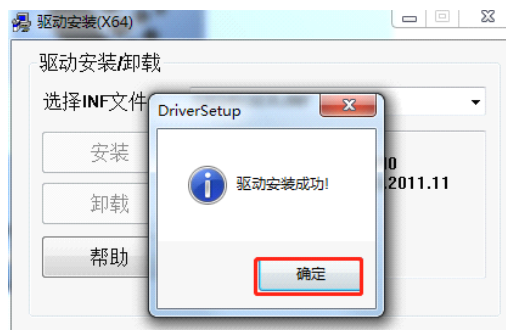 驱动安装(X64)
驱动安装/卸载
选择INF文件
DriverSetup
安装
驱动安装成功!
.2011.11
卸载
帮助
确定